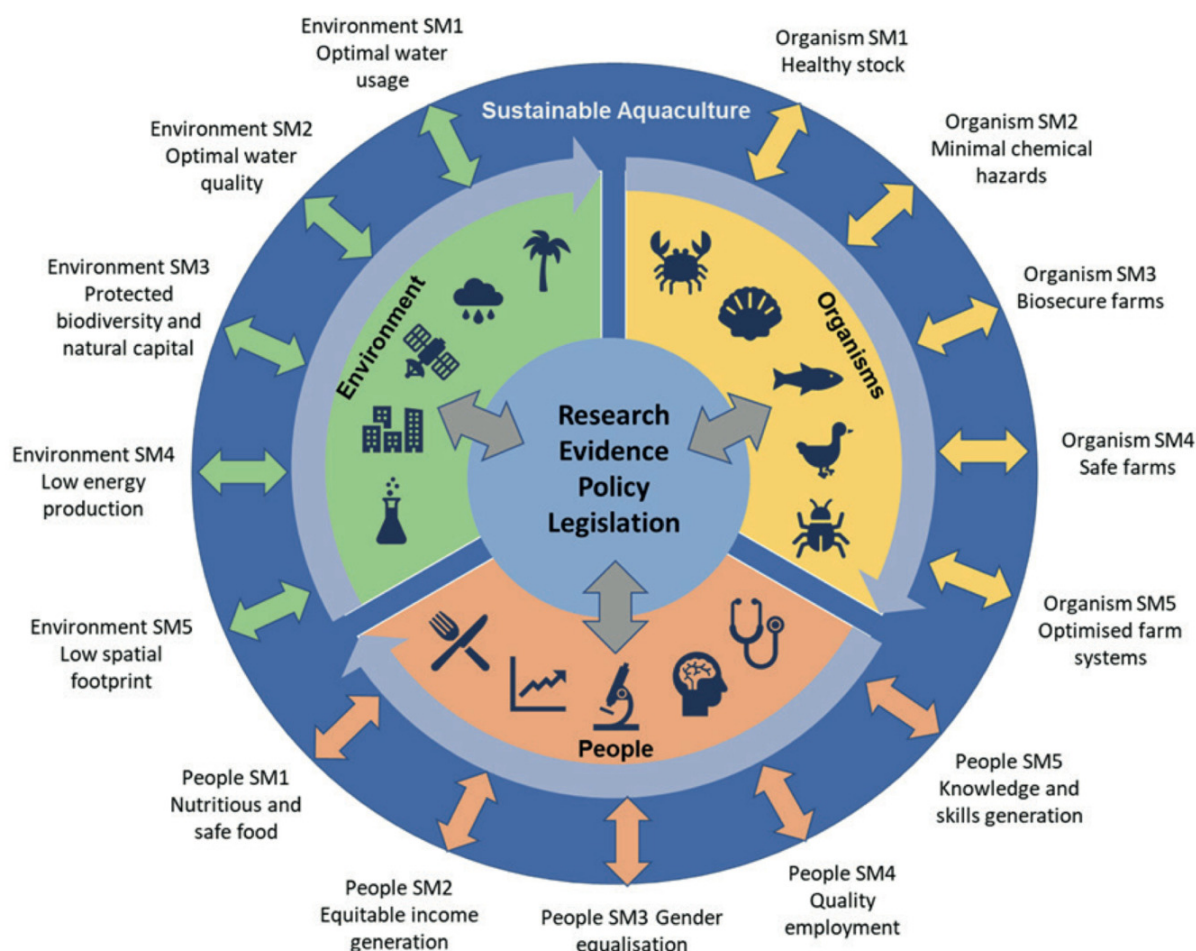 Environment SM1
Optimal water
usage
Organism SM1
Healthy stock
Sustainable Aquaculture
Environment SM2
Optimal water
quality
Organism SM2
Minimal chemical
hazards
Environment SM3
Protected
biodiversity and
natural capital
Organism SM3
Biosecure farms
Environment
Organisms
Research
Evidence
Policy
Legislation
Environment SM4
Low energy
production
Organism SM4
Safe farms
Environment SM5
Low spatial
footprint
Organism SM5
Optimised farm
systems
People
People SM1
Nutritious and
safe food
People SM5
Knowledge and
skills generation
People SM2
Equitable income
generation
People SM3 Gender
equalisation
People SM4
Quality
employment